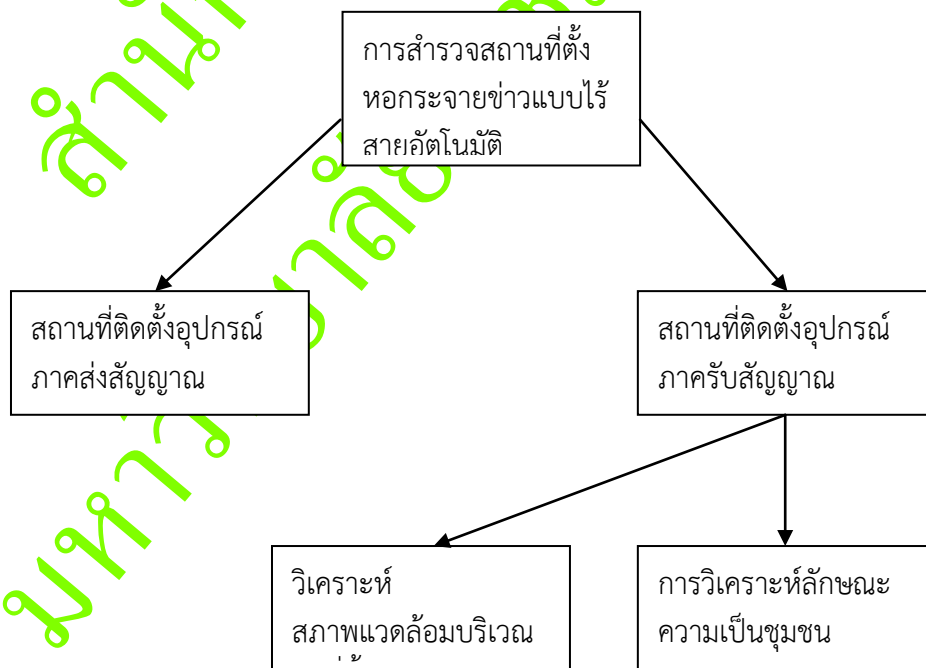 การสำรวจสถานที่ตั้ง
หอกระจายข่าวแบบไร้
สายอัตโนมัติ
สถานที่ติดตั้งอุปกรณ์
ภาคส่งสัญญาณ
สถานที่ติดตั้งอุปกรณ์
ภาครับสัญญาณ
วิเคราะห์
สภาพแวดล้อมบริเวณ
การวิเคราะห์ลักษณะ
ความเป็นชุมชน